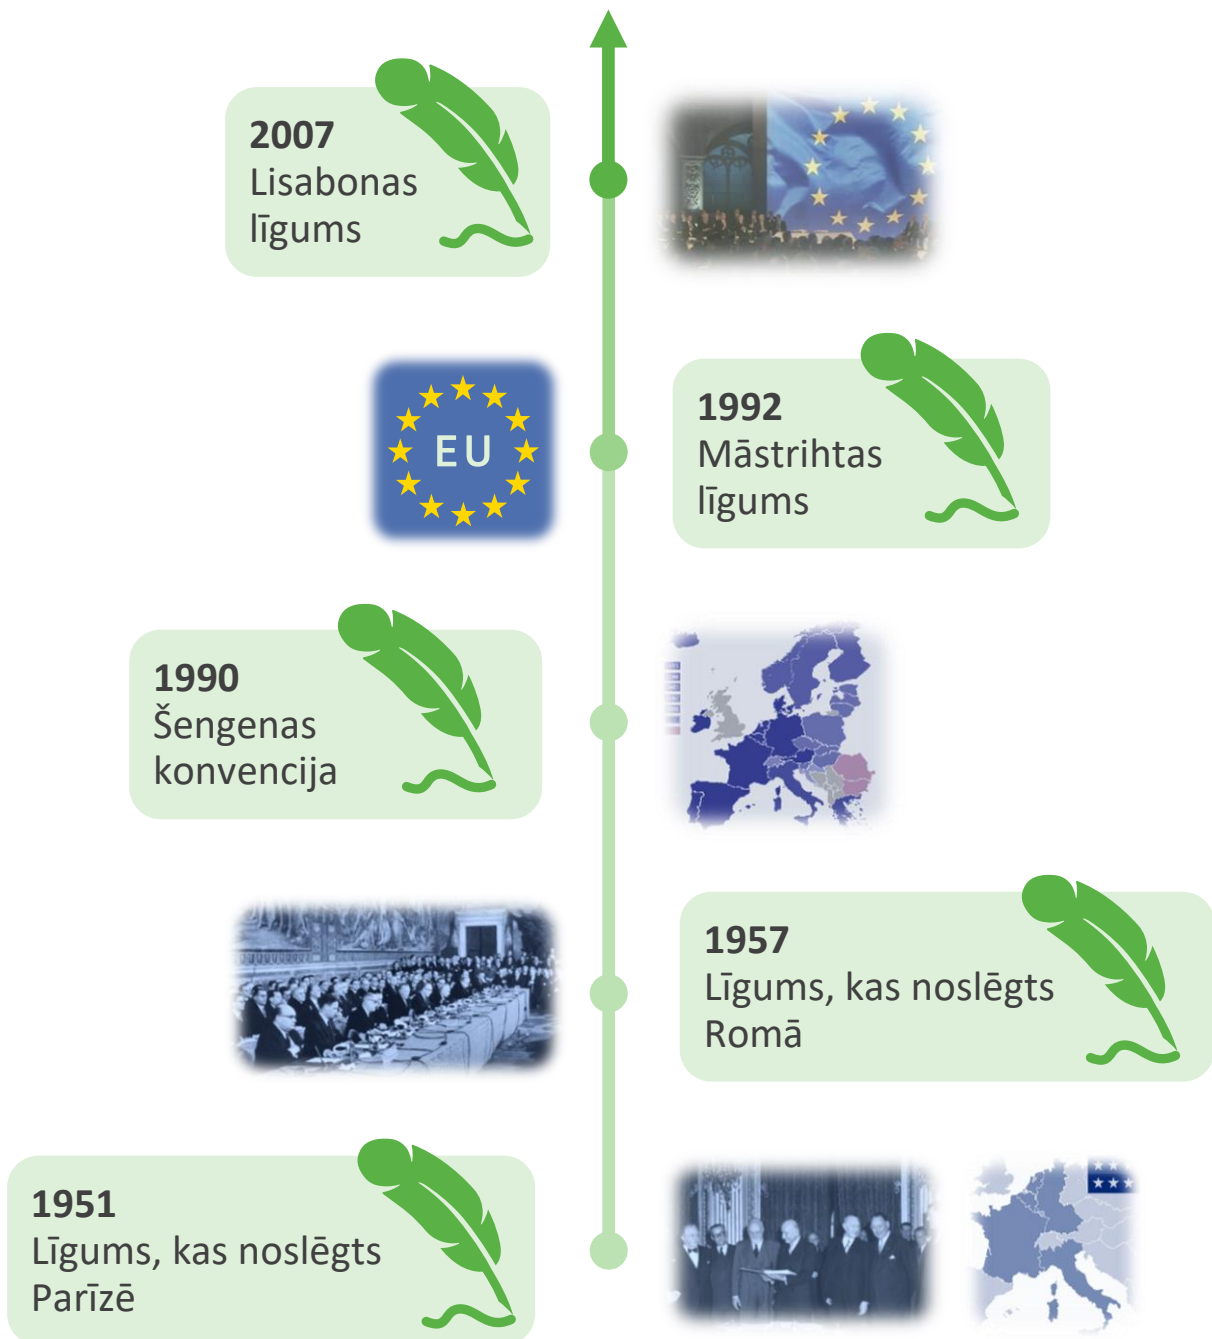 2007
Lisabonas
līgums
EU
1992
Māstrihtas
līgums
1990
Šengenas
konvencija
1957
Līgums, kas noslēgts
Romā
1951
Līgums, kas noslēgts
Parīzē